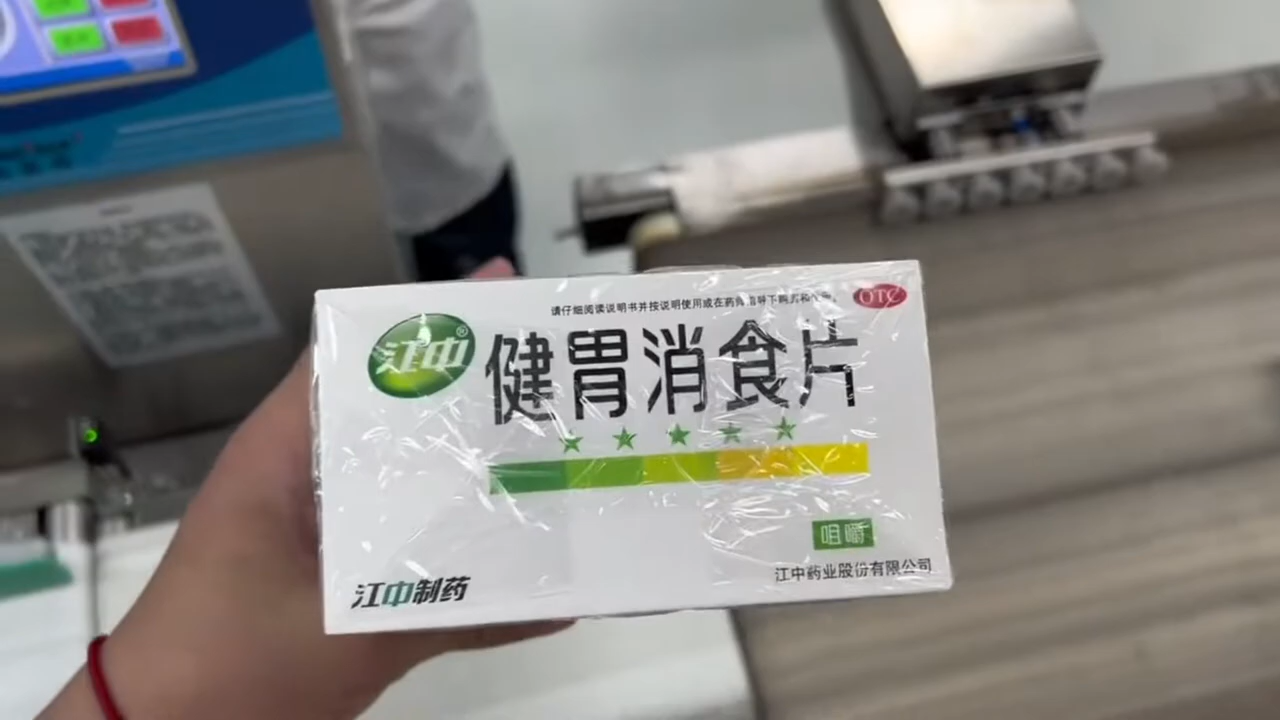 请仔细阅读说明书并按说明使用或在药师指导下购买和使用
OTC
江中®
健胃消食片
咀嚼
江中药业股份有限公司
江中制药